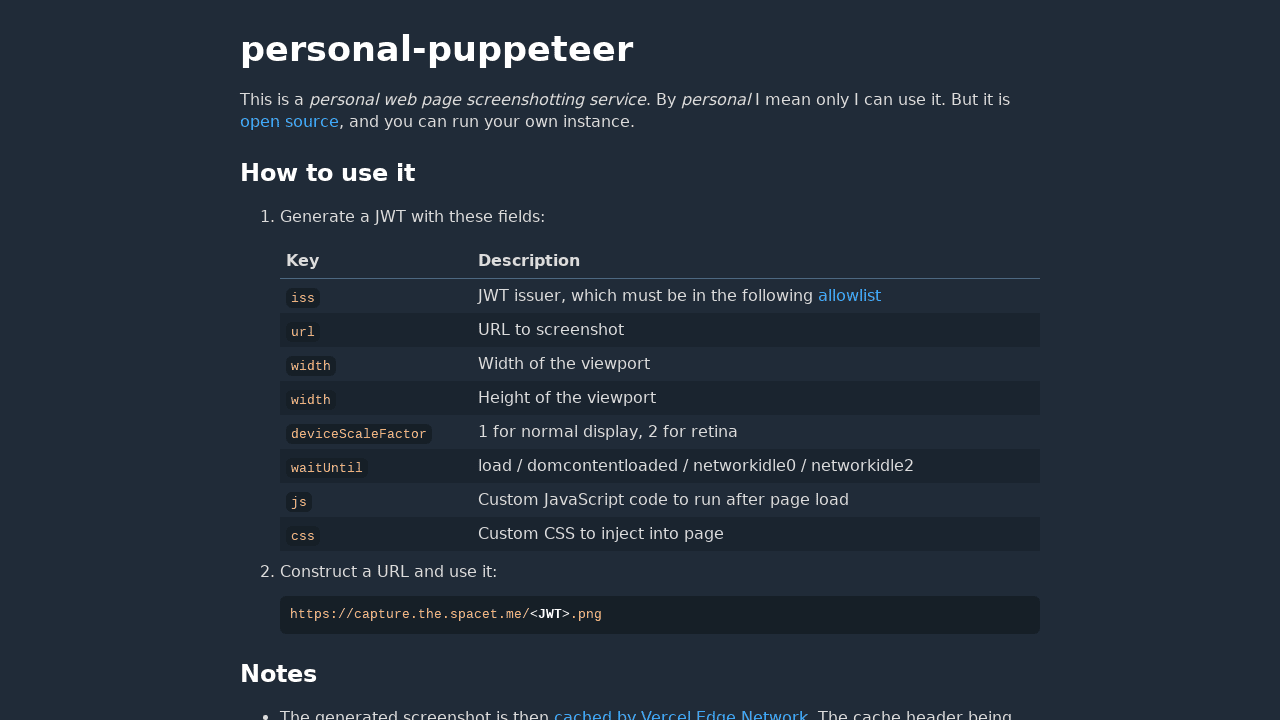 personal-puppeteer
This is a personal web page screenshotting service. By personal I mean only I can use it. But it is
open source, and you can run your own instance.
How to use it
1. Generate a JWT with these fields:
Key Description
iss JWT issuer, which must be in the following allowlist
url URL to screenshot
width Width of the viewport
width Height of the viewport
deviceScaleFactor 1 for normal display, 2 for retina
waitUntil load / domcontentloaded / networkidle0 / networkidle2
js Custom JavaScript code to run after page load
css Custom CSS to inject into page
2. Construct a URL and use it:
https://capture.the.spacet.me/<JWT>.png
Notes
• The generated screenshot is then cached by Vercel Edge Network. The cache header being